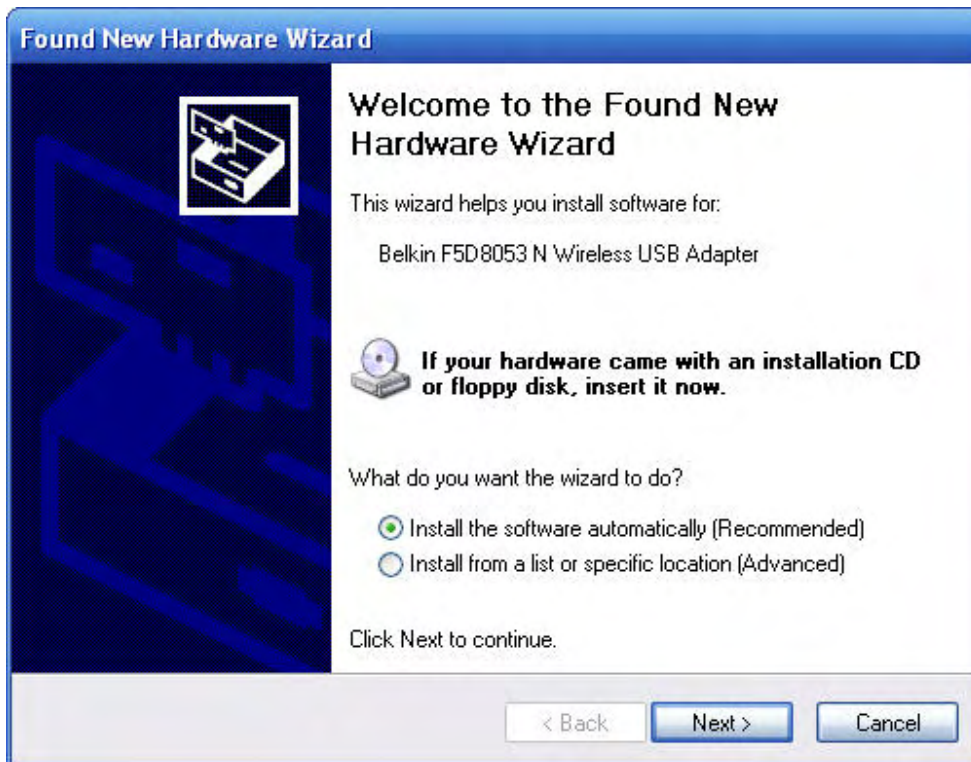 Found New Hardware Wizard
Welcome to the Found New
Hardware Wizard
This wizard helps you install software for:
Belkin F5D8053 N Wireless USB Adapter
If your hardware came with an installation CD
or floppy disk, insert it now.
What do you want the wizard to do?
Install the software automatically (Recommended)
Install from a list or specific location (Advanced)
Click Next to continue.
< Back
Next >
Cancel